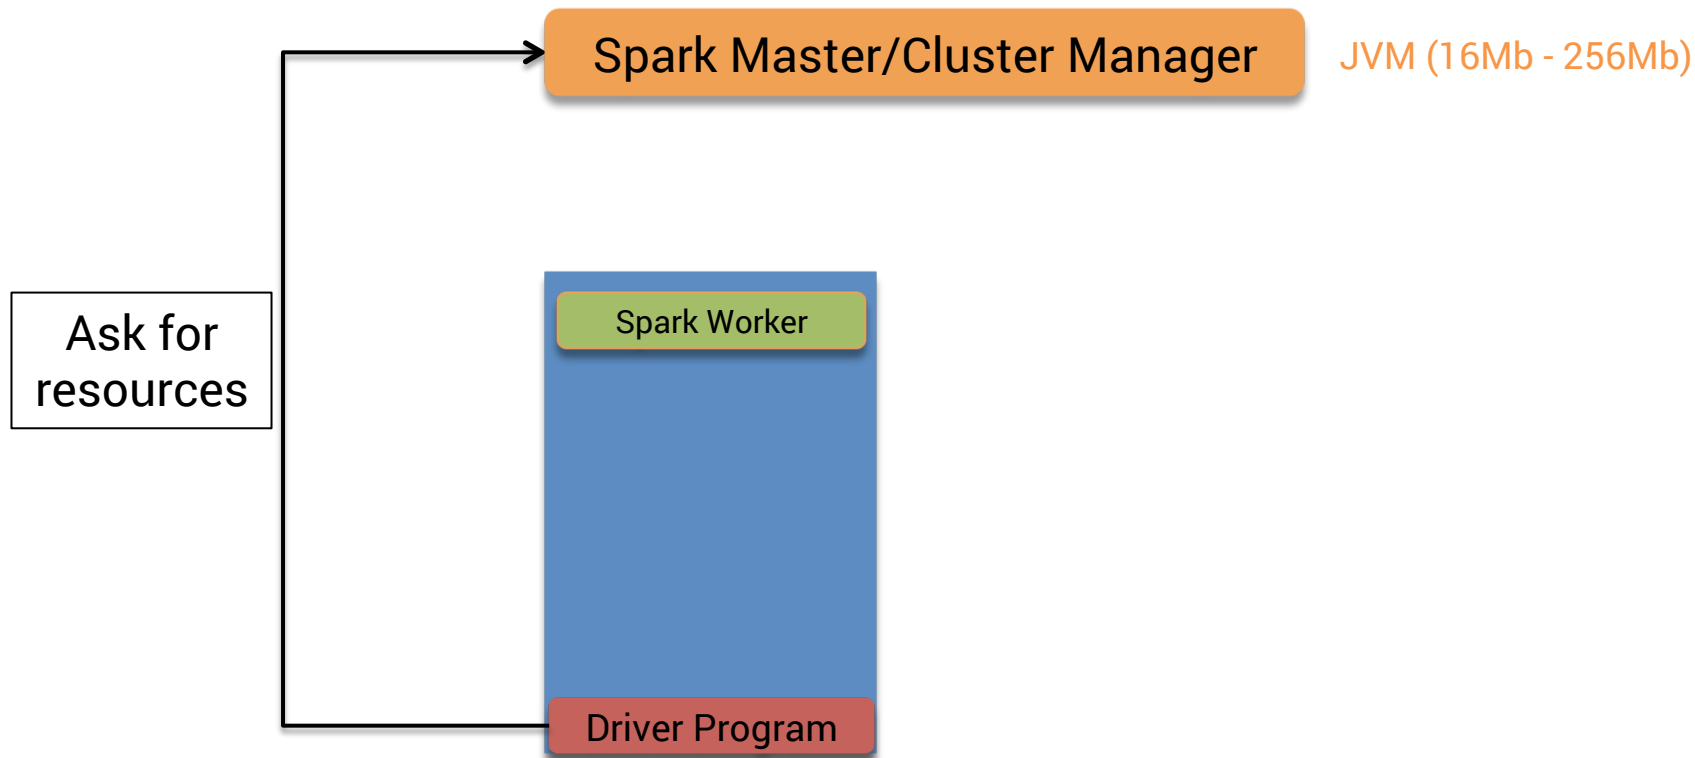 Spark Master/Cluster Manager
JVM (16Mb - 256Mb)
Spark Worker
Ask for
resources
Driver Program